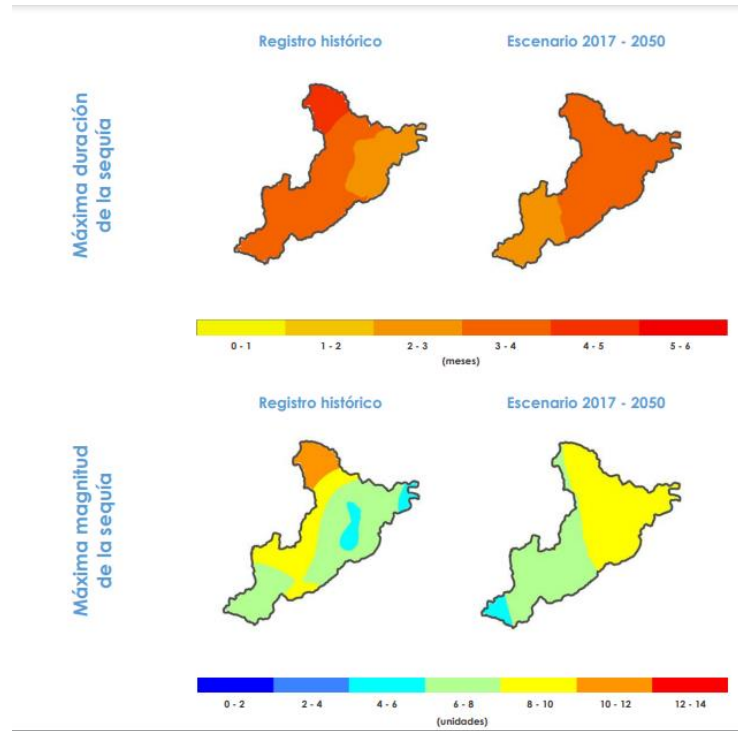 Registro histórico
Escenario 2017 - 2050
Máxima duración
de la sequía
0 - 1
1 - 2
2 - 3
3 - 4
4 - 5
5 - 6
(meses)
Registro histórico
Escenario 2017 - 2050
Máxima magnitud
de la sequía
0 - 2
2 - 4
4 - 6
6 - 8
8 - 10
10 - 12
12 - 14
(unidades)